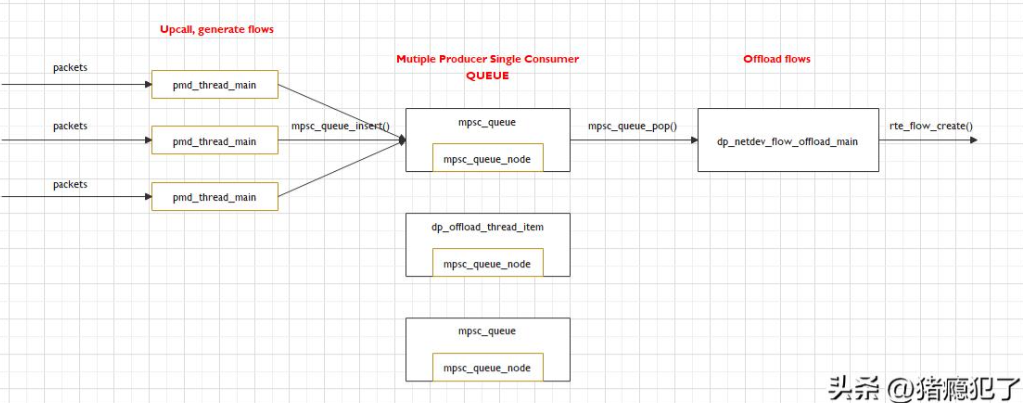 Upcall, generate flows
Mutiple Producer Single Consumer
QUEUE
Offload flows
packets
pmd_thread_main
packets
pmd_thread_main
packets
pmd_thread_main
mpsc_queue_insert()
mpsc_queue
mpsc_queue_node
mpsc_queue_pop()
dp_netdev_flow_offload_main
rte_flow_create()
dp_offload_thread_item
mpsc_queue_node
mpsc_queue
mpsc_queue_node
头条 @猪瘾犯了